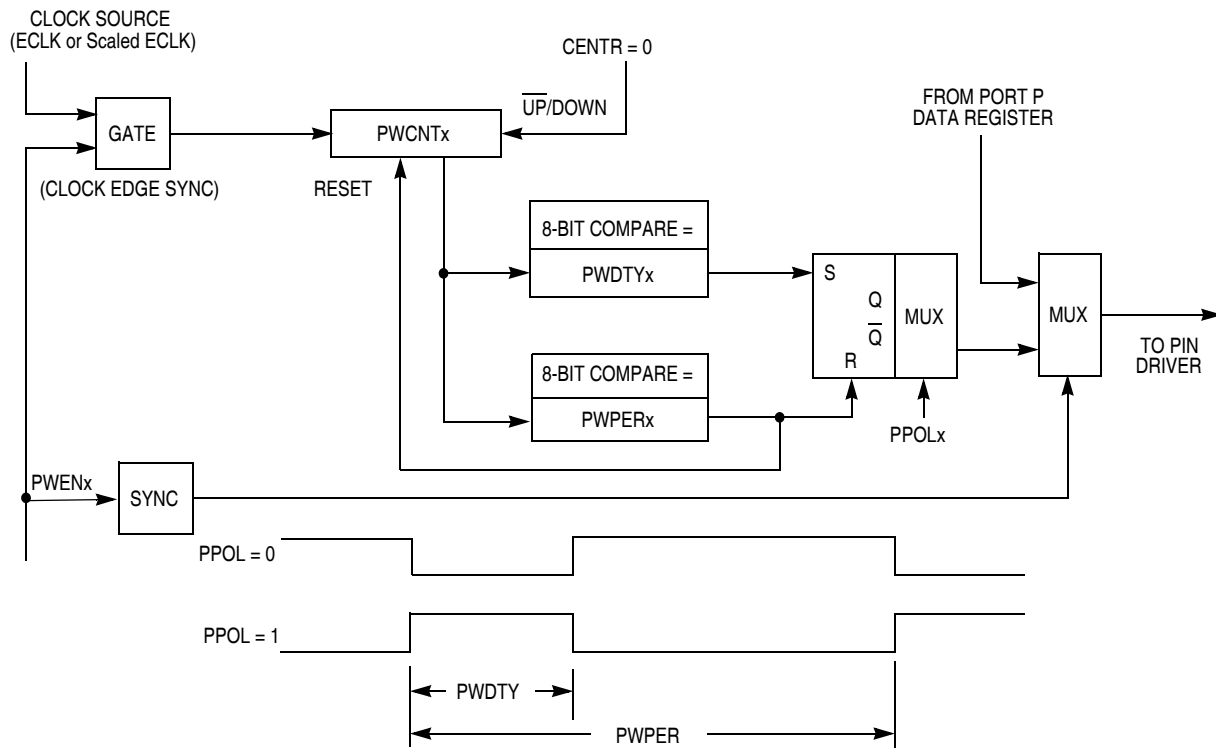 CLOCK SOURCE
(ECLK or Scaled ECLK)
CENTR = 0
U̅P̅/DOWN
FROM PORT P
DATA REGISTER
GATE
PWCNTx
(CLOCK EDGE SYNC)
RESET
8-BIT COMPARE =
PWDTYx
S
Q
Q̅
R
MUX
MUX
TO PIN
DRIVER
8-BIT COMPARE =
PWPERx
PPOLx
PWENx
SYNC
PPOL = 0
PPOL = 1
PWDTY
PWPER